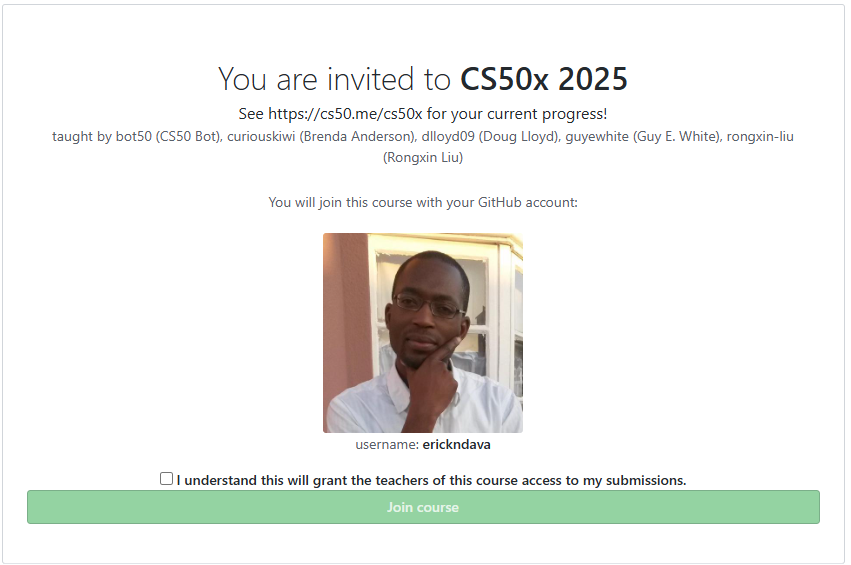 You are invited to CS50x 2025
See https://cs50.me/cs50x for your current progress!
taught by bot50 (CS50 Bot), curiouskiwi (Brenda Anderson), dlloyd09 (Doug Lloyd), guyewhite (Guy E. White), rongxin-liu
(Rongxin Liu)
You will join this course with your GitHub account:
username: erickndava
I understand this will grant the teachers of this course access to my submissions.
Join course